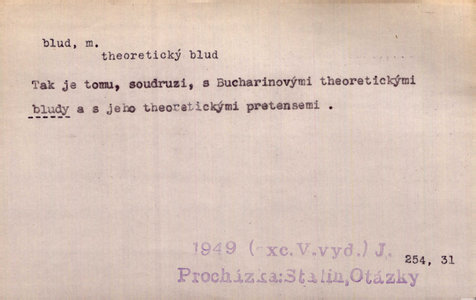 blud, m.
theoretický blud
Tak je tomu, soudruzi, s Bucharinovými theoretickými
bludy a s jeho theoretickými pretensemi .
1949 ( xc.V.vyd.) J.
254, 31
Procházka:Stalin,Otázky